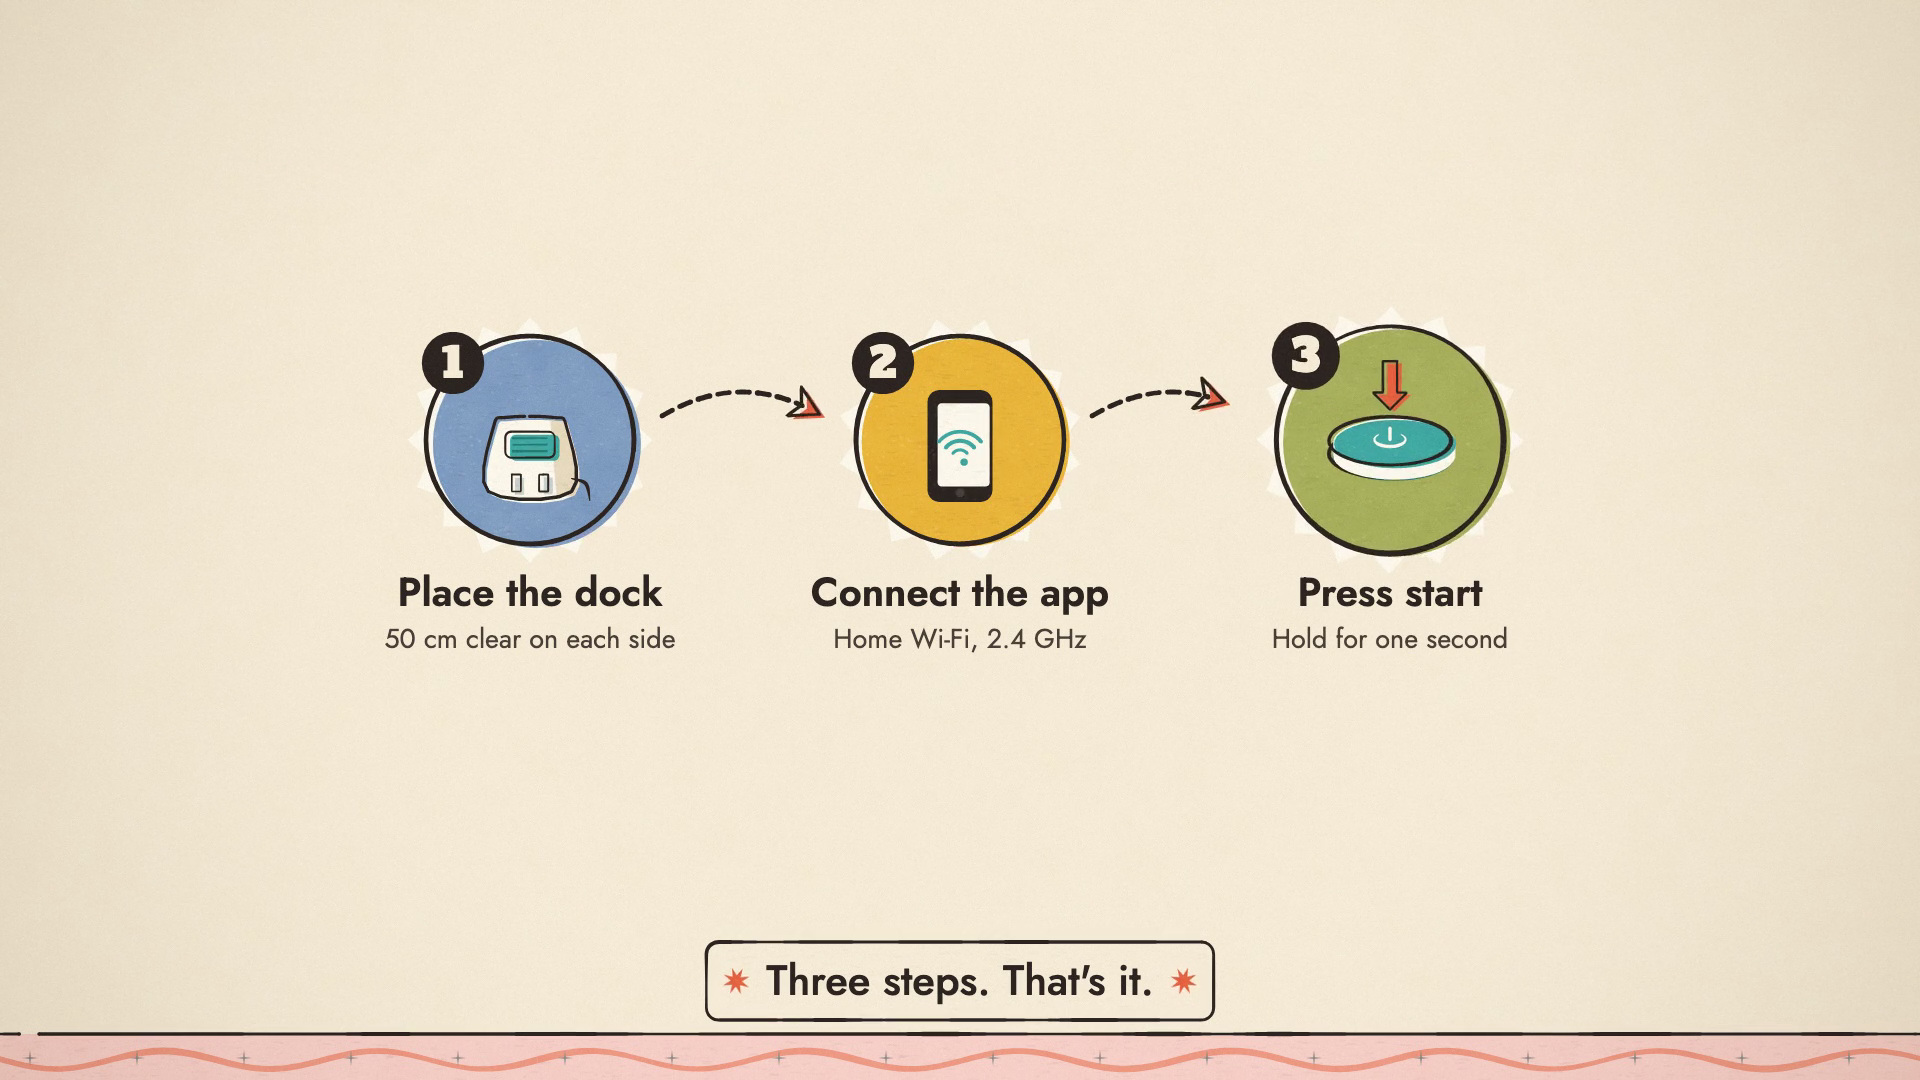 1
2
3
Place the dock
50 cm clear on each side
Connect the app
Home Wi-Fi, 2.4 GHz
Press start
Hold for one second
Three steps. That's it.